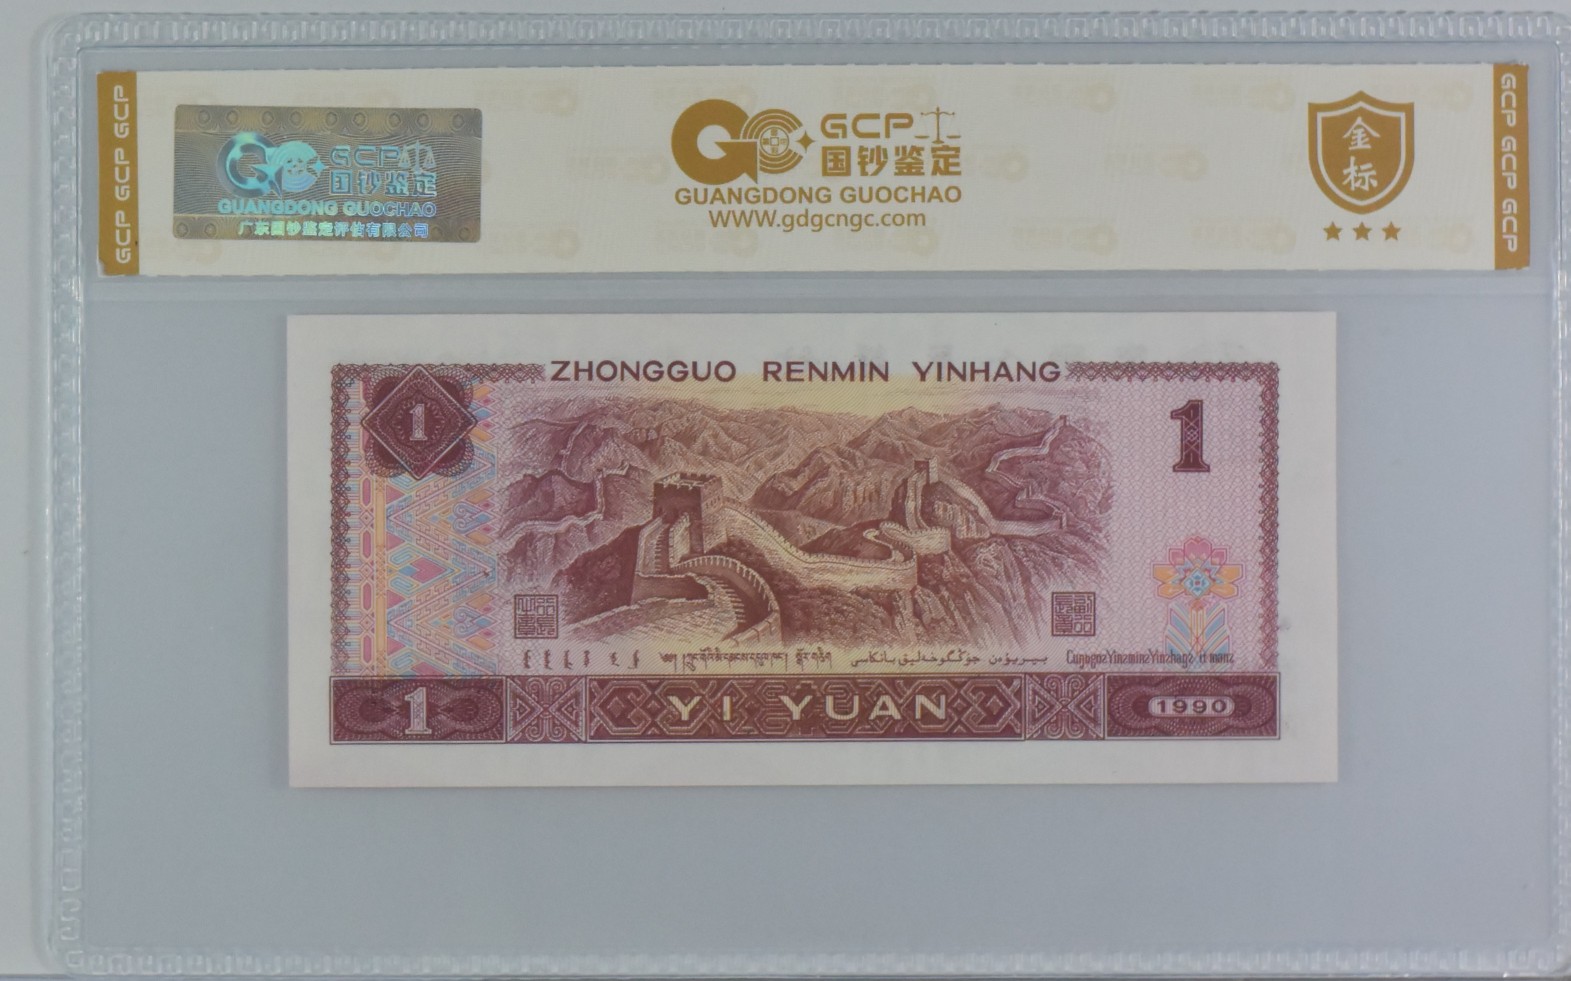 GCP GCP GCP
GCP
国钞鉴定
GUANGDONG GUOCHAO
广东国钞鉴定评估有限公司
GCP
国钞鉴定
GUANGDONG GUOCHAO
WWW.gdgcngc.com
金标
GCP GCP GCP
ZHONGGUO RENMIN YINHANG
1
1
1
YI YUAN
1990